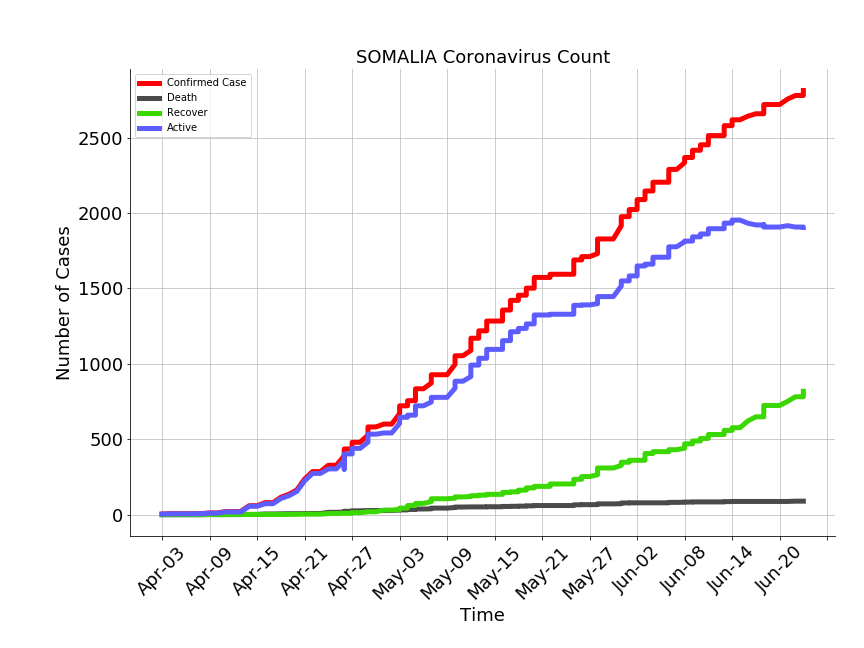 SOMALIA Coronavirus Count
Confirmed Case
Death
Recover
Active
Number of Cases
2500
2000
1500
1000
500
0
Apr-03
Apr-09
Apr-15
Apr-21
Apr-27
May-03
May-09
May-15
May-21
May-27
Jun-02
Jun-08
Jun-14
Jun-20
Time